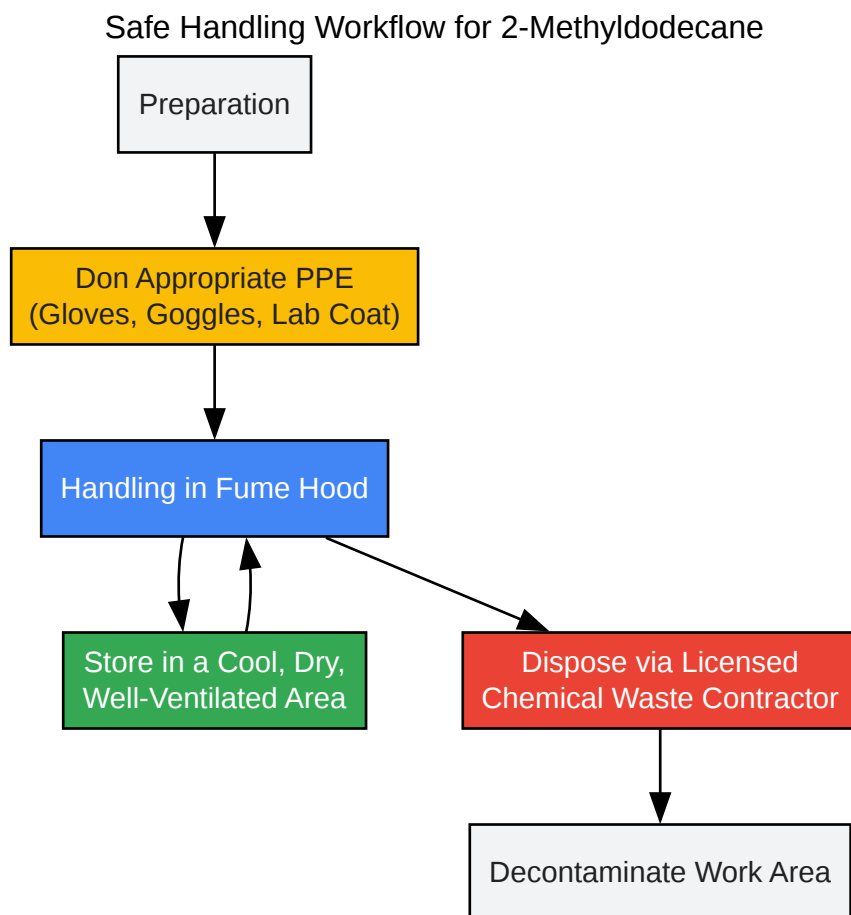 Safe Handling Workflow for 2-Methyldodecane
Preparation
Don Appropriate PPE
(Gloves, Goggles, Lab Coat)
Handling in Fume Hood
Store in a Cool, Dry,
Well-Ventilated Area
Dispose via Licensed
Chemical Waste Contractor
Decontaminate Work Area